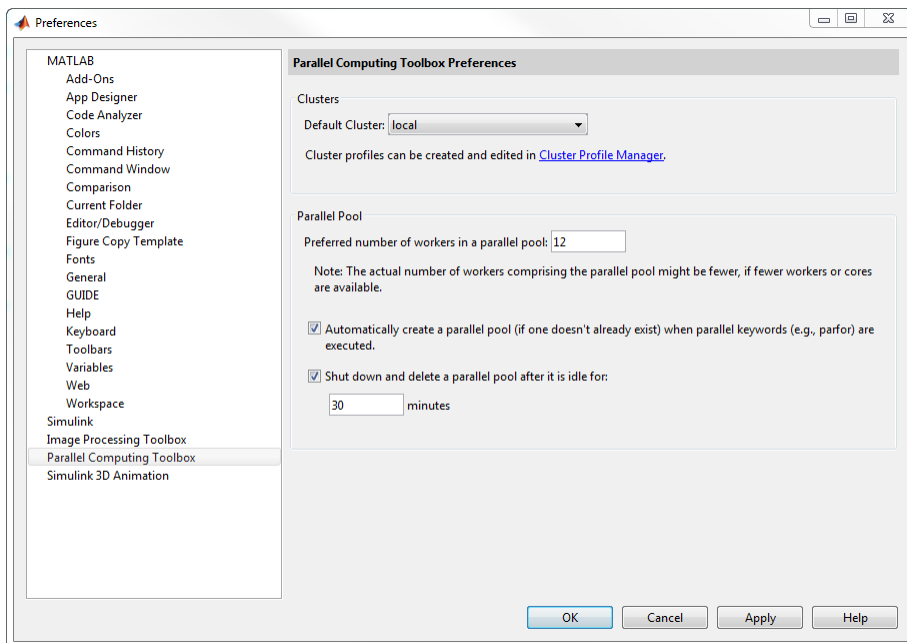 Preferences
MATLAB
Add-Ons
App Designer
Code Analyzer
Colors
Command History
Command Window
Comparison
Current Folder
Editor/Debugger
Figure Copy Template
Fonts
General
GUIDE
Help
Keyboard
Toolbars
Variables
Web
Workspace
Simulink
Image Processing Toolbox
Parallel Computing Toolbox
Simulink 3D Animation
Parallel Computing Toolbox Preferences
Clusters
Default Cluster: local
Cluster profiles can be created and edited in Cluster Profile Manager.
Parallel Pool
Preferred number of workers in a parallel pool: 12
Note: The actual number of workers comprising the parallel pool might be fewer, if fewer workers or cores
are available.
Automatically create a parallel pool (if one doesn't already exist) when parallel keywords (e.g., parfor) are
executed.
Shut down and delete a parallel pool after it is idle for:
30 minutes
OK Cancel Apply Help